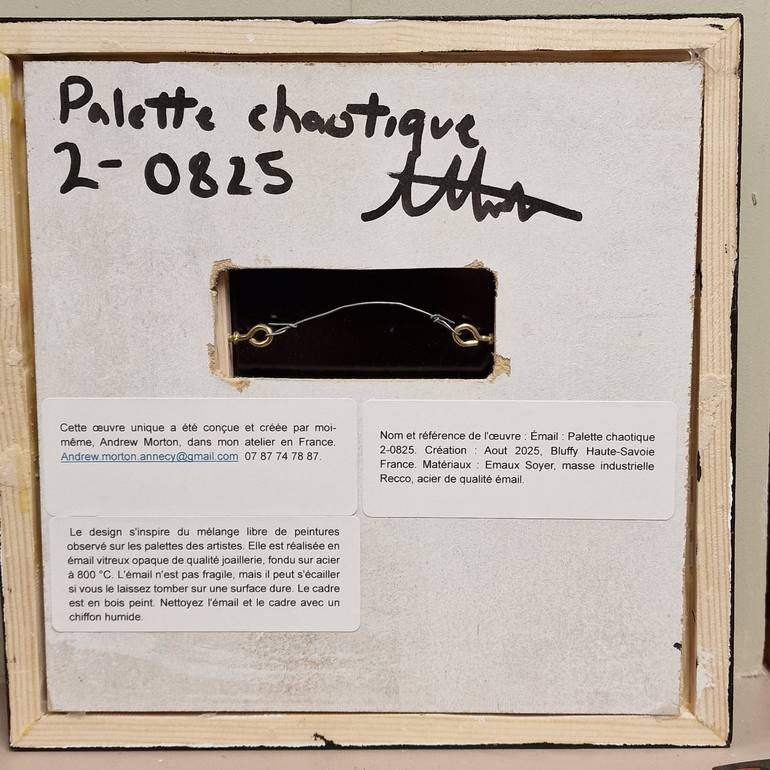 Palette chaotique
2-0825
Cette œuvre unique a été conçue et créée par moi-
même, Andrew Morton, dans mon atelier en France.
Andrew.morton.annecy@gmail.com 07 87 74 78 87.
Nom et référence de l'œuvre : Émail : Palette chaotique
2-0825. Création : Aout 2025, Bluffy Haute-Savoie
France. Matériaux : Emaux Soyer, masse industrielle
Recco, acier de qualité émail.
Le design s'inspire du mélange libre de peintures
observé sur les palettes des artistes. Elle est réalisée en
émail vitreux opaque de qualité joaillerie, fondu sur acier
à 800 °C. L'émail n'est pas fragile, mais il peut s'écailler
si vous le laissez tomber sur une surface dure. Le cadre
est en bois peint. Nettoyez l'émail et le cadre avec un
chiffon humide.